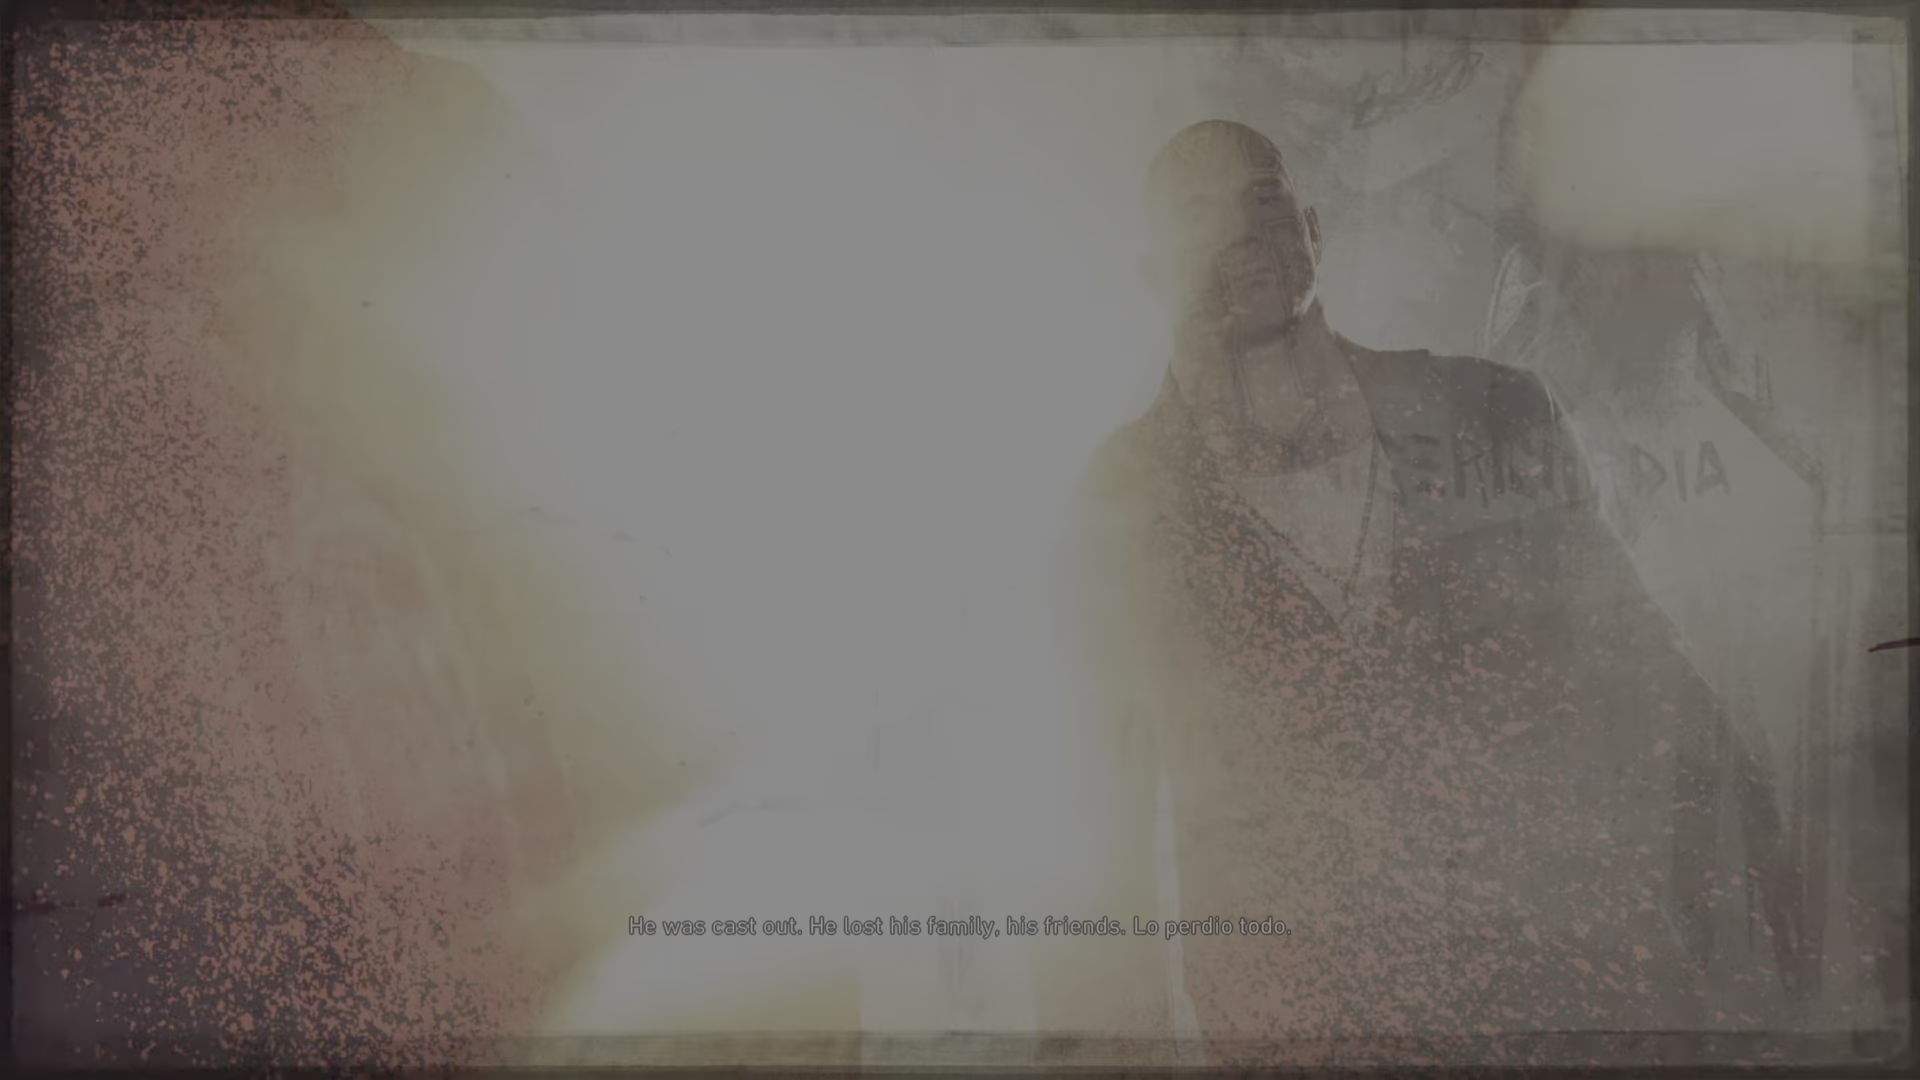 He was cast out. He lost his family, his friends. Lo perdio todo.